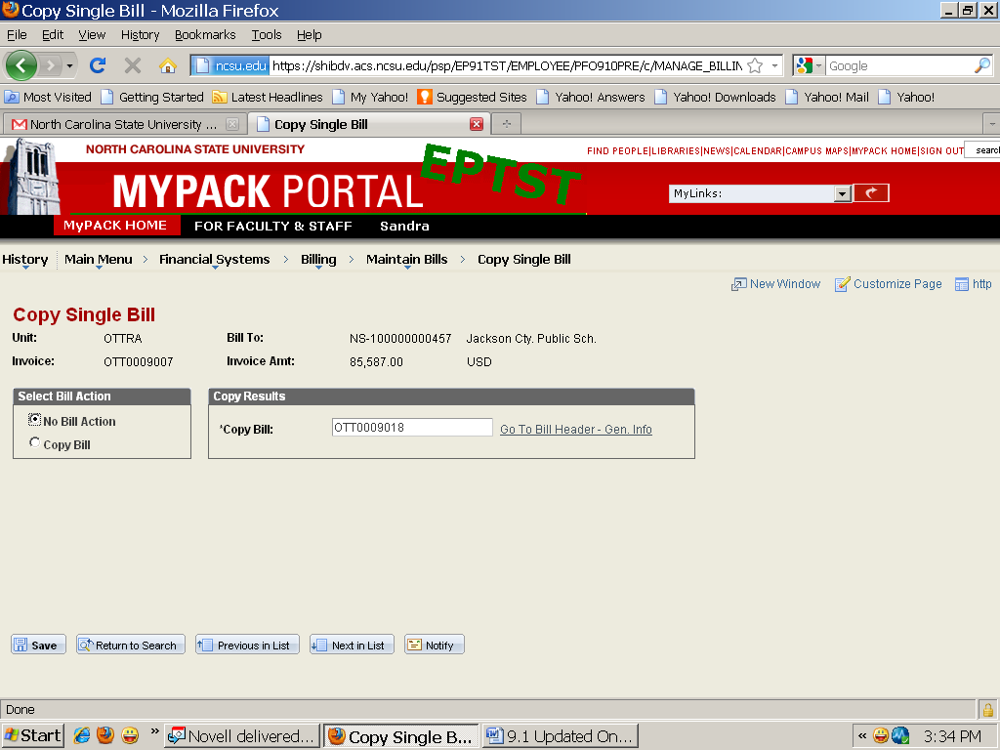 Copy Single Bill - Mozilla Firefox
File Edit View History Bookmarks Tools Help
ncsu.edu https://shibdv.acs.ncsu.edu/psp/EP91TST/EMPLOYEE/PFO910PRE/c/MANAGE_BILLIN Google
Most Visited Getting Started Latest Headlines My Yahoo! Suggested Sites Yahoo! Answers Yahoo! Downloads Yahoo! Mail Yahoo!
North Carolina State University ... Copy Single Bill
NORTH CAROLINA STATE UNIVERSITY
FIND PEOPLE|LIBRARIES|NEWS|CALENDAR|CAMPUS MAPS|MYPACK HOME|SIGN OUT searc
MYPACK PORTAL
EPTST
MyLinks:
MyPACK HOME FOR FACULTY & STAFF Sandra
History Main Menu > Financial Systems > Billing > Maintain Bills > Copy Single Bill
New Window Customize Page http
Copy Single Bill
Unit: OTTRA Bill To: NS-100000000457 Jackson Cty. Public Sch.
Invoice: OTT0009007 Invoice Amt: 85,587.00 USD
Select Bill Action Copy Results
No Bill Action
*Copy Bill: OTT0009018 Go To Bill Header - Gen. Info
Copy Bill
Save Return to Search Previous in List Next in List Notify
Done
Start » Novell delivered... Copy Single B... 9.1 Updated On... « 3:34 PM